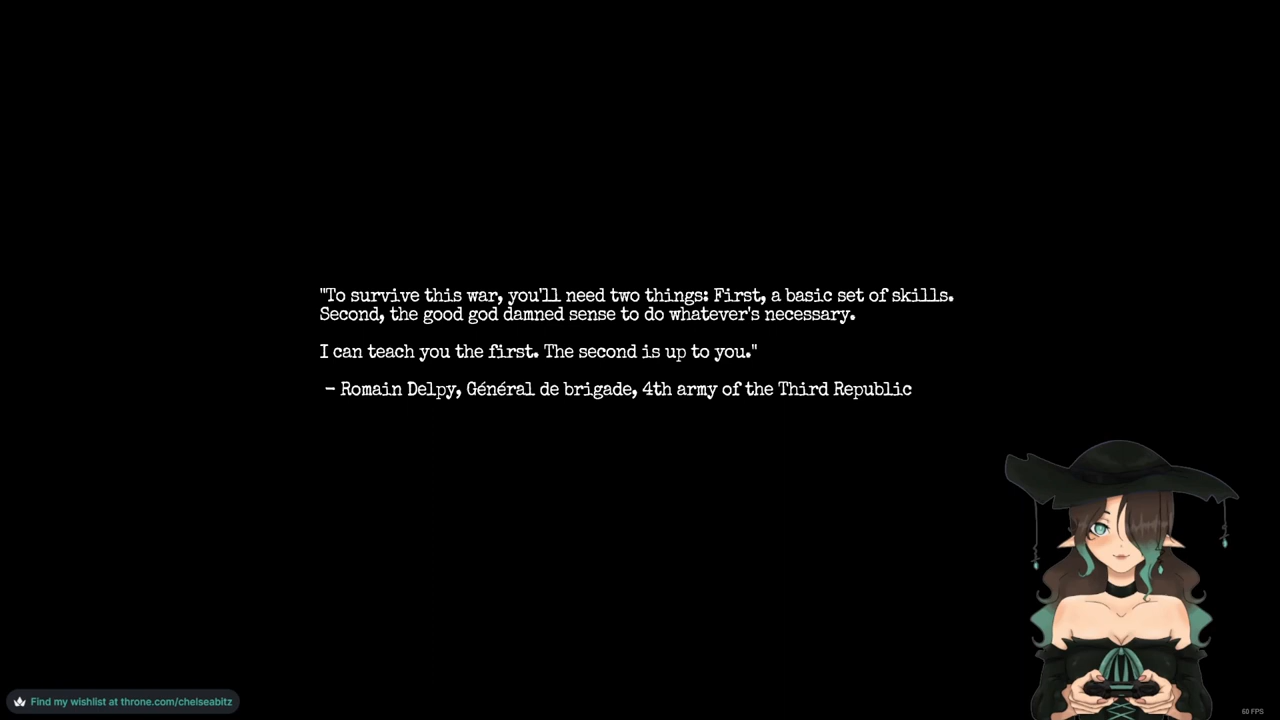 "To survive this war, you'll need two things: First, a basic set of skills.
Second, the good god damned sense to do whatever's necessary.
I can teach you the first. The second is up to you."
– Romain Delpy, Général de brigade, 4th army of the Third Republic
Find my wishlist at throne.com/chelseabitz
60 FPS